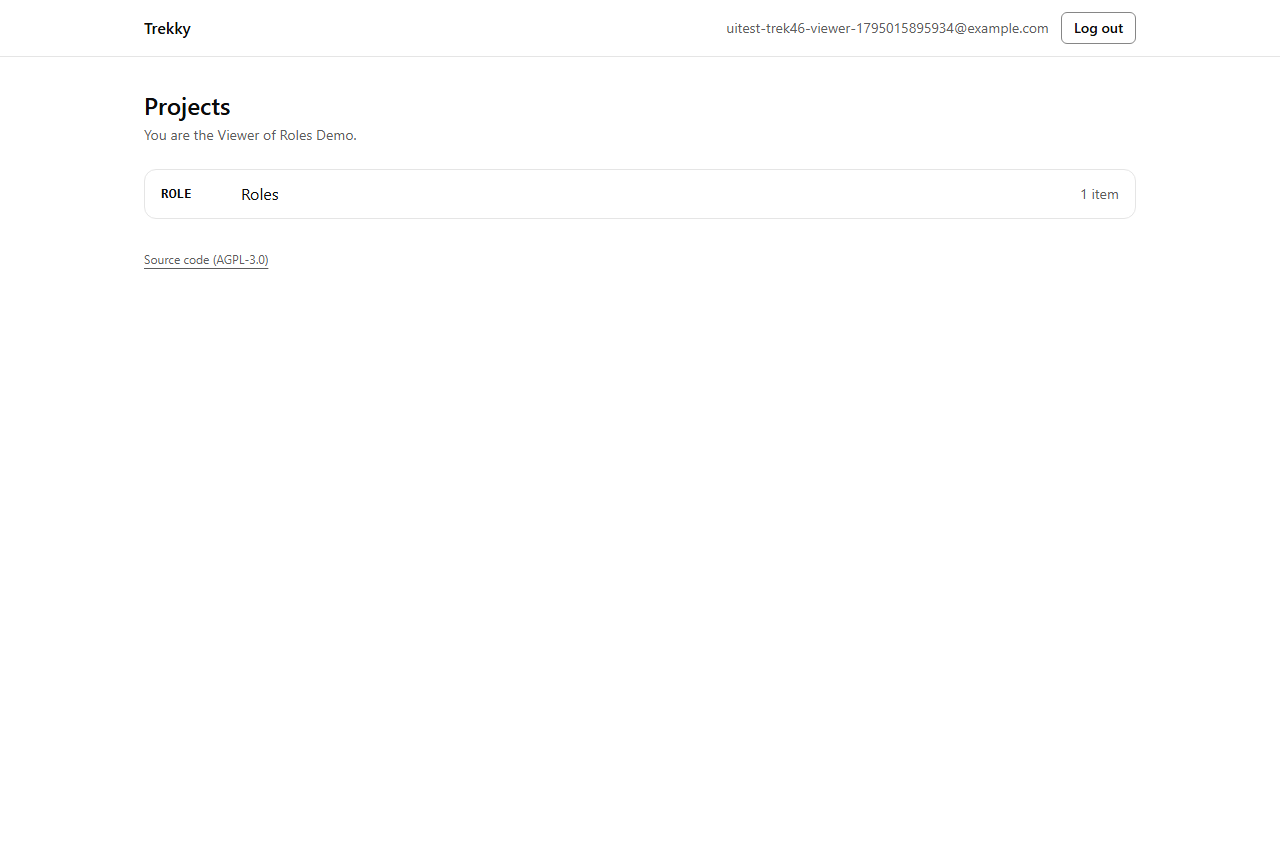 Trekky
uitest-trek46-viewer-1795015895934@example.com
Log out
Projects
You are the Viewer of Roles Demo.
ROLE Roles 1 item
Source code (AGPL-3.0)